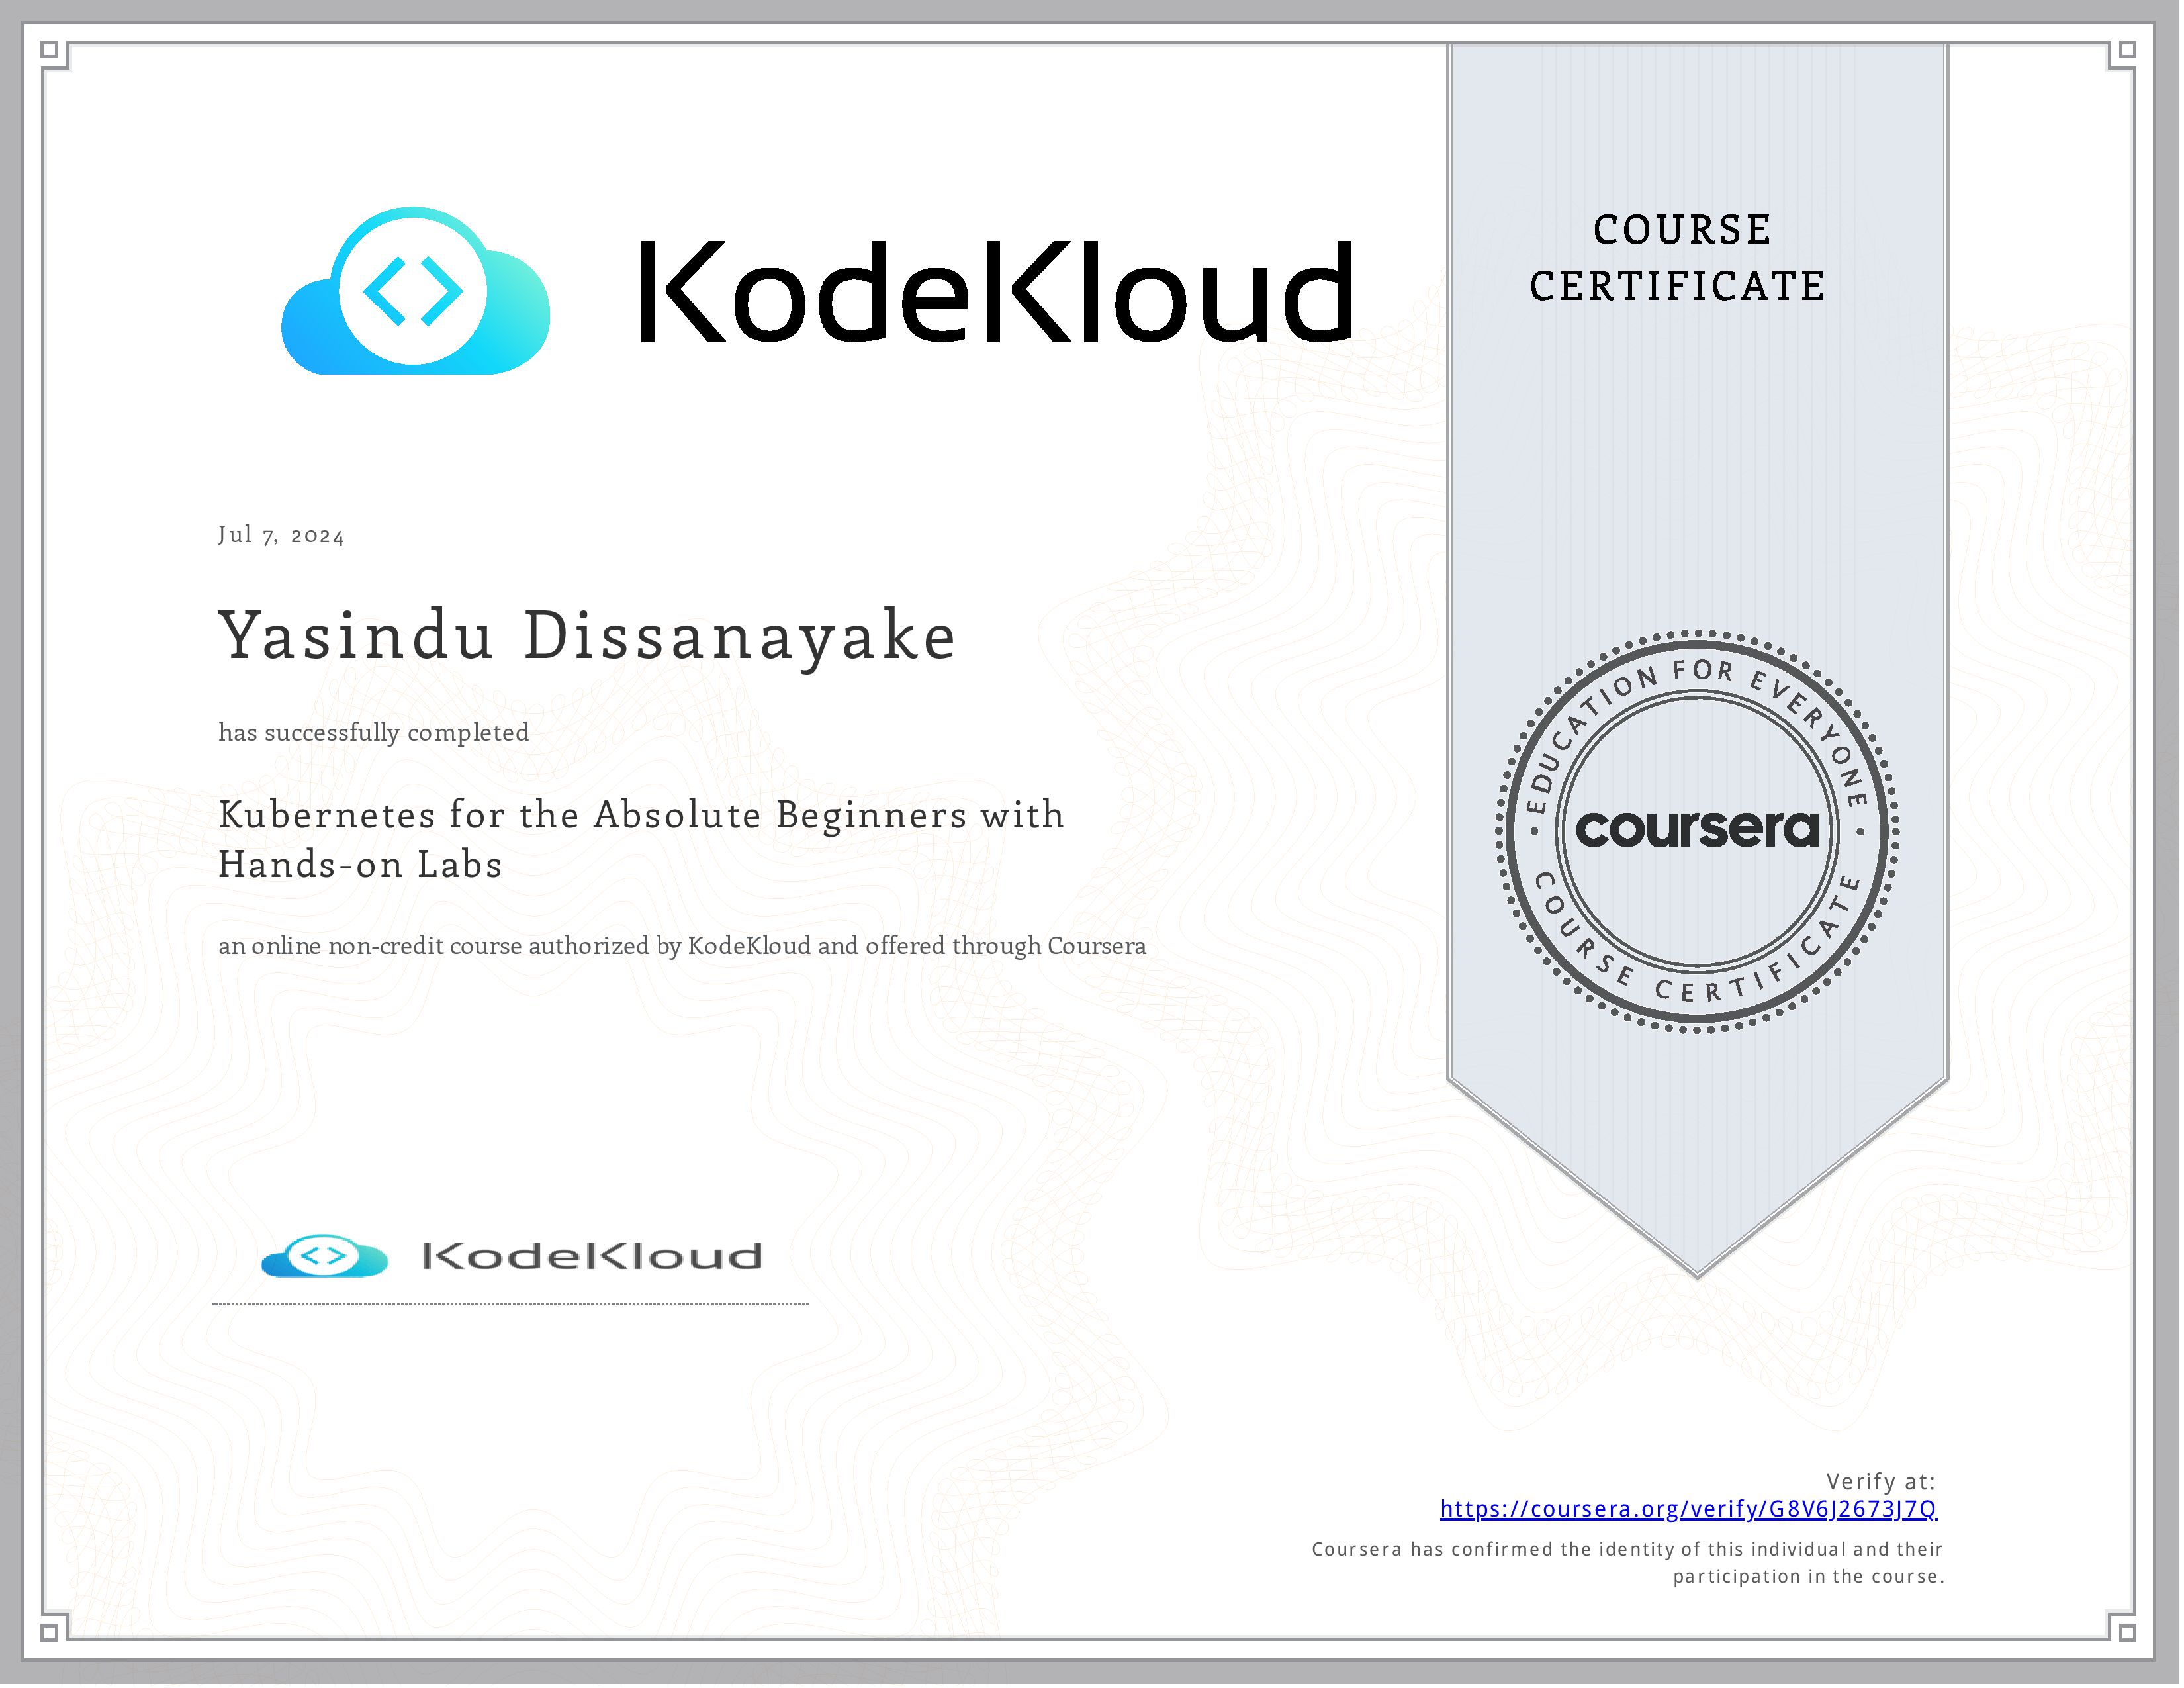 KodeKloud
COURSE
CERTIFICATE
Jul 7, 2024
Yasindu Dissanayake
has successfully completed
Kubernetes for the Absolute Beginners with
Hands-on Labs
an online non-credit course authorized by KodeKloud and offered through Coursera
EDUCATION FOR EVERYONE
coursera
COURSE CERTIFICATE
KodeKloud
Verify at:
https://coursera.org/verify/G8V6J2673J7Q
Coursera has confirmed the identity of this individual and their
participation in the course.